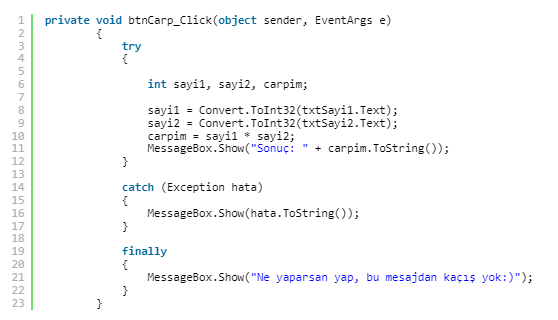 1 private void btnCarp_Click(object sender, EventArgs e)
2 {
3 try
4 {
5
6 int sayi1, sayi2, carpim;
7
8 sayi1 = Convert.ToInt32(txtSayi1.Text);
9 sayi2 = Convert.ToInt32(txtSayi2.Text);
10 carpim = sayi1 * sayi2;
11 MessageBox.Show("Sonuç: " + carpim.ToString());
12 }
13
14 catch (Exception hata)
15 {
16 MessageBox.Show(hata.ToString());
17 }
18
19 finally
20 {
21 MessageBox.Show("Ne yaparsan yap, bu mesajdan kaçış yok:)");
22 }
23 }